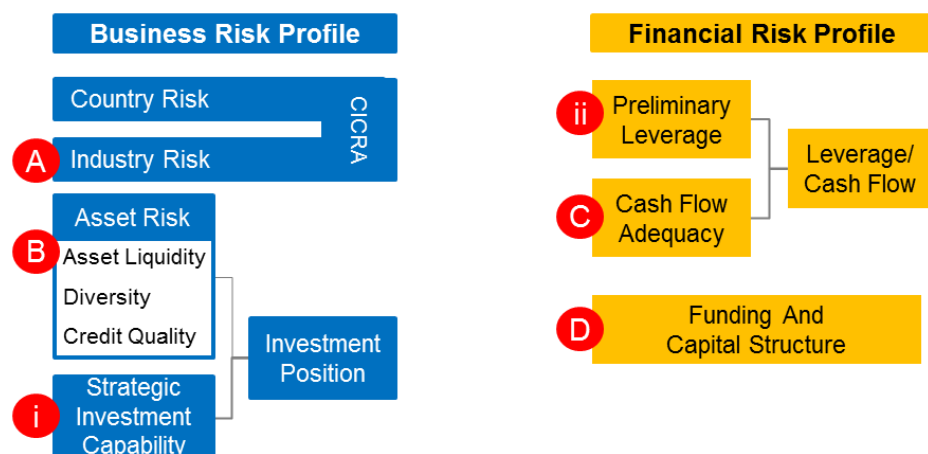 Business Risk Profile
Country Risk
CICRA
A
Industry Risk
Asset Risk
B
Asset Liquidity
Diversity
Credit Quality
i
Strategic
Investment
Capability
Investment
Position
Financial Risk Profile
ii
Preliminary
Leverage
C
Cash Flow
Adequacy
Leverage/
Cash Flow
D
Funding And
Capital Structure